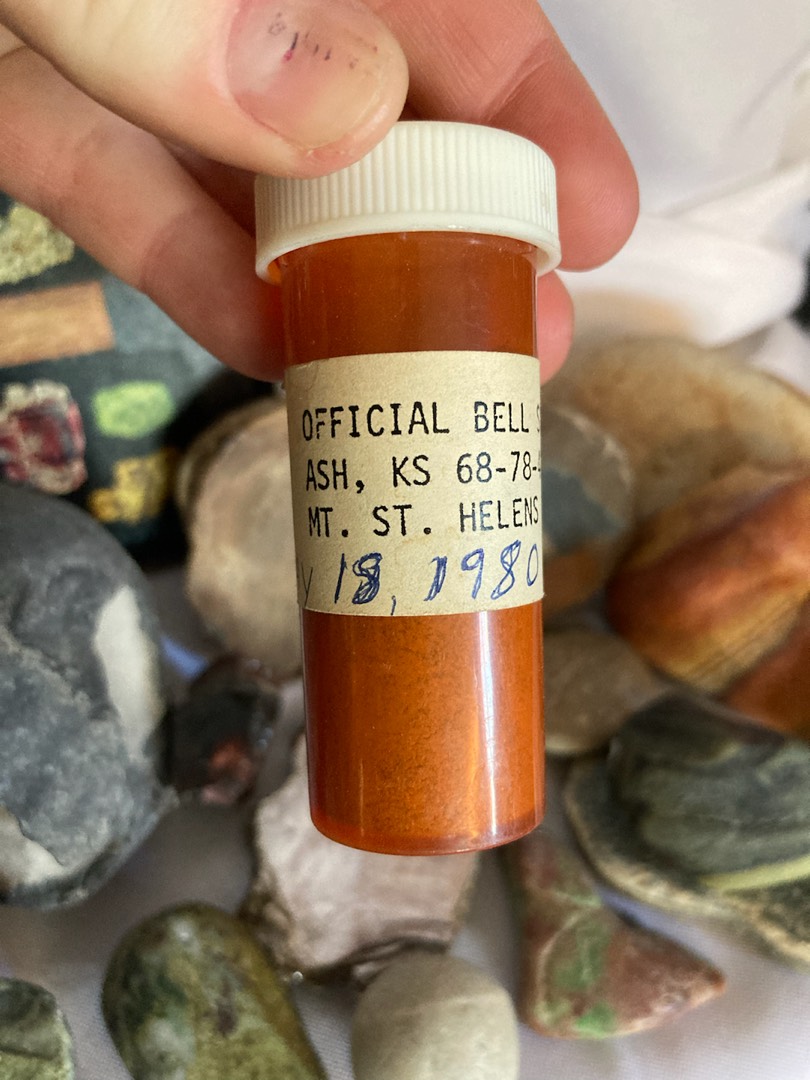 OFFICIAL BELL
ASH, KS 68-78-
MT. ST. HELENS
y 18, 1980